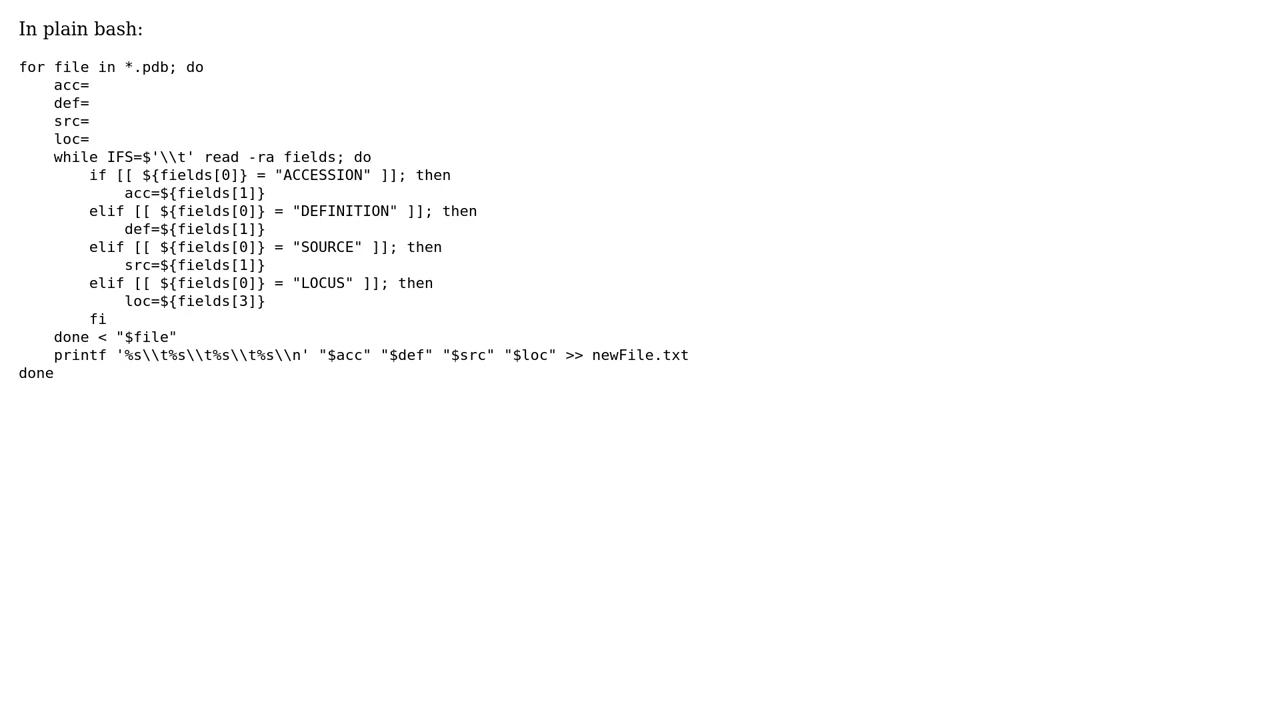 In plain bash:
for file in *.pdb; do
    acc=
    def=
    src=
    loc=
    while IFS=$'\\t' read -ra fields; do
        if [[ ${fields[0]} = "ACCESSION" ]]; then
            acc=${fields[1]}
        elif [[ ${fields[0]} = "DEFINITION" ]]; then
            def=${fields[1]}
        elif [[ ${fields[0]} = "SOURCE" ]]; then
            src=${fields[1]}
        elif [[ ${fields[0]} = "LOCUS" ]]; then
            loc=${fields[3]}
        fi
    done < "$file"
    printf '%s\\t%s\\t%s\\t%s\\n' "$acc" "$def" "$src" "$loc" >> newFile.txt
done